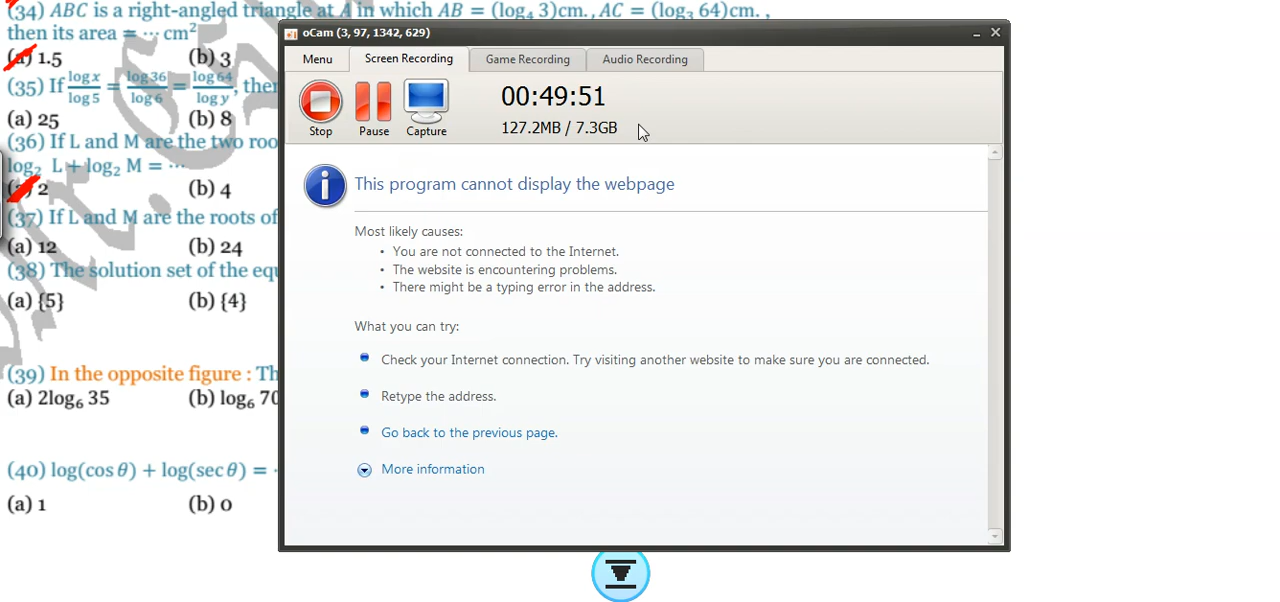 (34) ABC is a right-angled triangle at A in which AB = (log₄ 3)cm. , AC = (log₃ 64)cm. ,
then its area = ··· cm²
(a) 1.5 (b) 3
(35) If log x / log 5 = log 36 / log 6 = log 64 / log y , then
(a) 25 (b) 8
(36) If L and M are the two roo
log₂ L + log₂ M = ···
2 (b) 4
(37) If L and M are the roots of
(a) 12 (b) 24
(38) The solution set of the equ
(a) {5} (b) {4}
(39) In the opposite figure : Th
(a) 2log₆ 35 (b) log₆ 70
(40) log(cos θ) + log(sec θ) = ·
(a) 1 (b) 0
oCam (3, 97, 1342, 629)
Menu Screen Recording Game Recording Audio Recording
Stop Pause Capture
00:49:51
127.2MB / 7.3GB
This program cannot display the webpage
Most likely causes:
• You are not connected to the Internet.
• The website is encountering problems.
• There might be a typing error in the address.
What you can try:
Check your Internet connection. Try visiting another website to make sure you are connected.
Retype the address.
Go back to the previous page.
More information